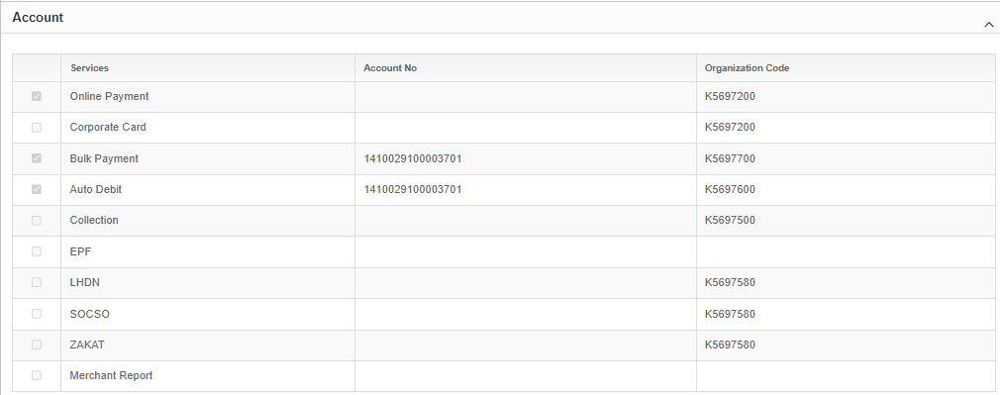 Account
Services Account No Organization Code
Online Payment K5697200
Corporate Card K5697200
Bulk Payment 1410029100003701 K5697700
Auto Debit 1410029100003701 K5697600
Collection K5697500
EPF
LHDN K5697580
SOCSO K5697580
ZAKAT K5697580
Merchant Report